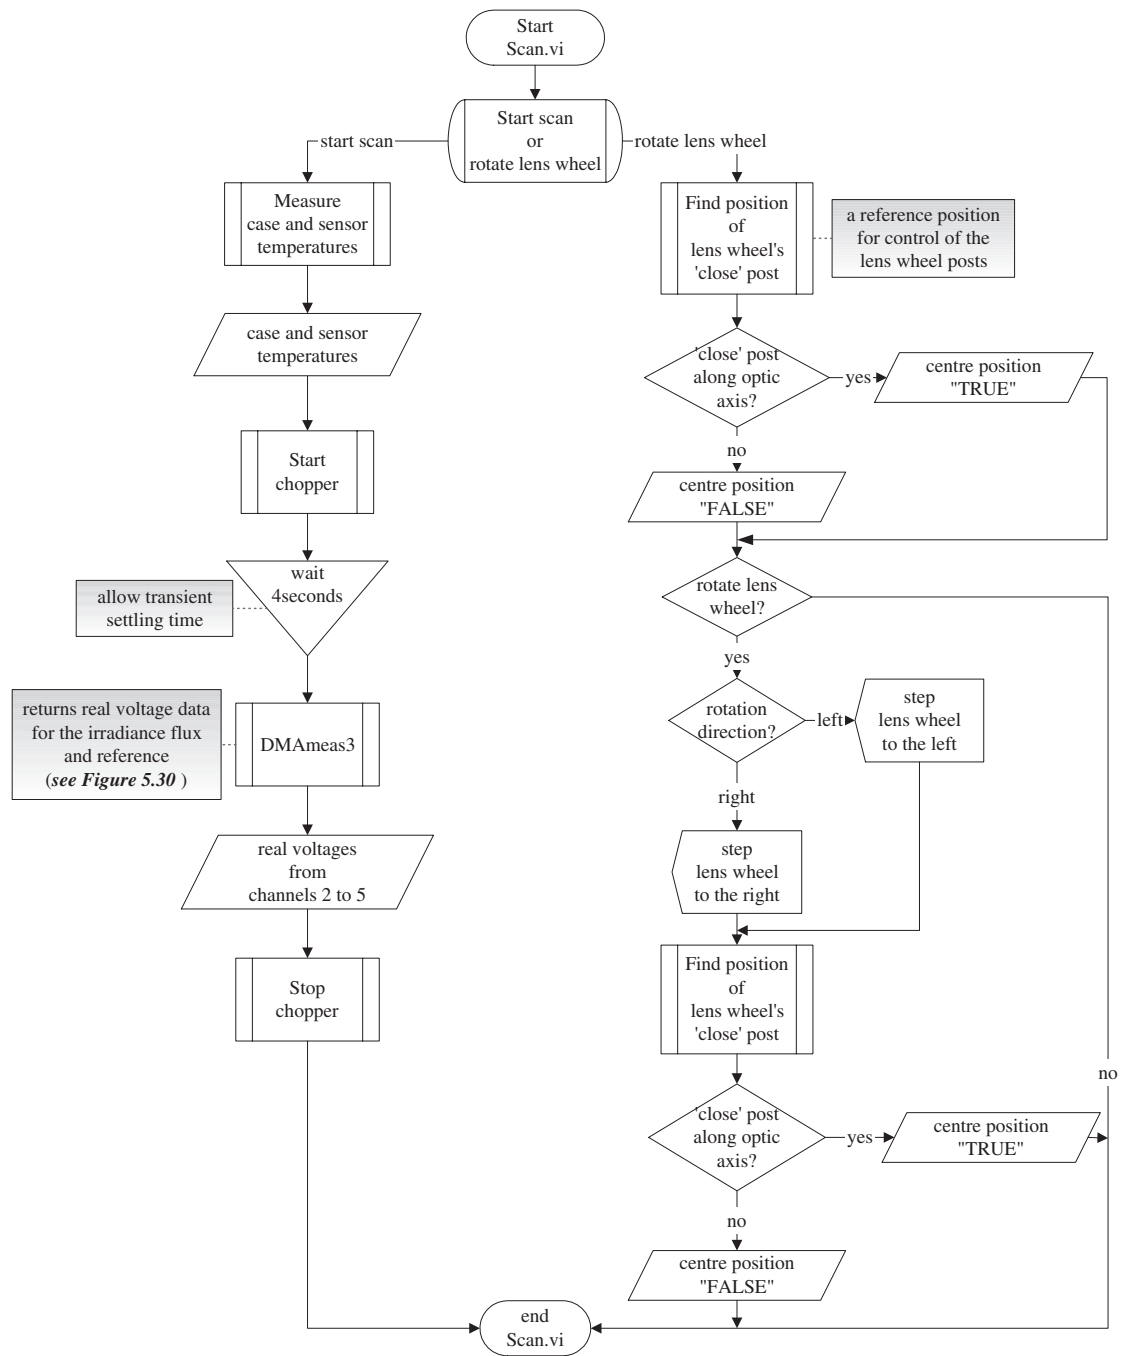 Start
Scan.vi
Start scan
or
rotate lens wheel
start scan
rotate lens wheel
Measure
case and sensor
temperatures
case and sensor
temperatures
Start
chopper
wait
4seconds
allow transient
settling time
returns real voltage data
for the irradiance flux
and reference
(see Figure 5.30 )
DMAmeas3
real voltages
from
channels 2 to 5
Stop
chopper
Find position
of
lens wheel's
'close' post
a reference position
for control of the
lens wheel posts
'close' post
along optic
axis?
yes
centre position
"TRUE"
no
centre position
"FALSE"
rotate lens
wheel?
yes
rotation
direction?
left
step
lens wheel
to the left
right
step
lens wheel
to the right
Find position
of
lens wheel's
'close' post
no
'close' post
along optic
axis?
yes
centre position
"TRUE"
no
centre position
"FALSE"
end
Scan.vi